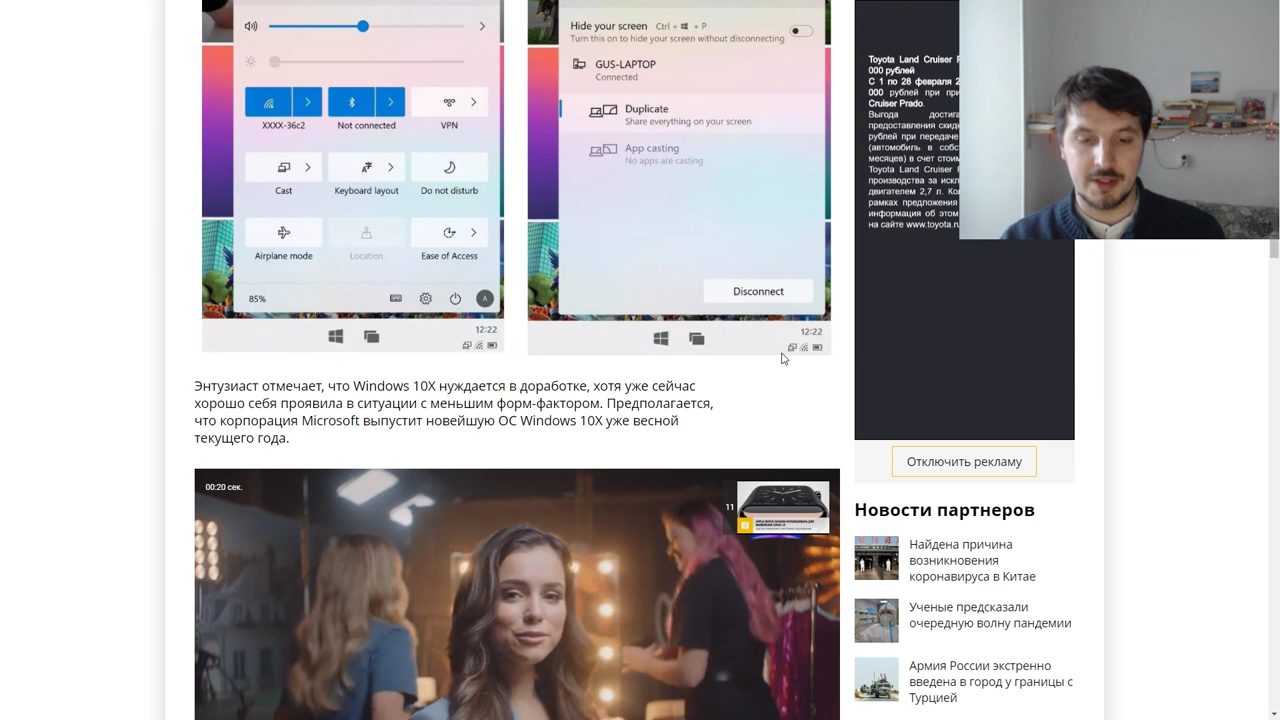 XXXX-36c2
Not connected
VPN
Cast
Keyboard layout
Do not disturb
Airplane mode
Location
Ease of Access
85%
A
12:22
Hide your screen Ctrl + + P
Turn this on to hide your screen without disconnecting
GUS-LAPTOP
Connected
Duplicate
Share everything on your screen
App casting
No apps are casting
Disconnect
12:22
Энтузиаст отмечает, что Windows 10X нуждается в доработке, хотя уже сейчас
хорошо себя проявила в ситуации с меньшим форм-фактором. Предполагается,
что корпорация Microsoft выпустит новейшую ОС Windows 10X уже весной
текущего года.
00:20 сек.
11
Toyota Land Cruiser
000 рублей
С 1 по 28 февраля 2
000 рублей при
Cruiser Prado.
Выгода
предоставления
рублей при передаче
(автомобиль в
месяцев) в счет
Toyota Land Cruiser
производства за
двигателем 2,7 л.
рамках предложения
информация об этом
на сайте www.toyota.ru
Отключить рекламу
Новости партнеров
Найдена причина
возникновения
коронавируса в Китае
Ученые предсказали
очередную волну пандемии
Армия России экстренно
введена в город у границы с
Турцией